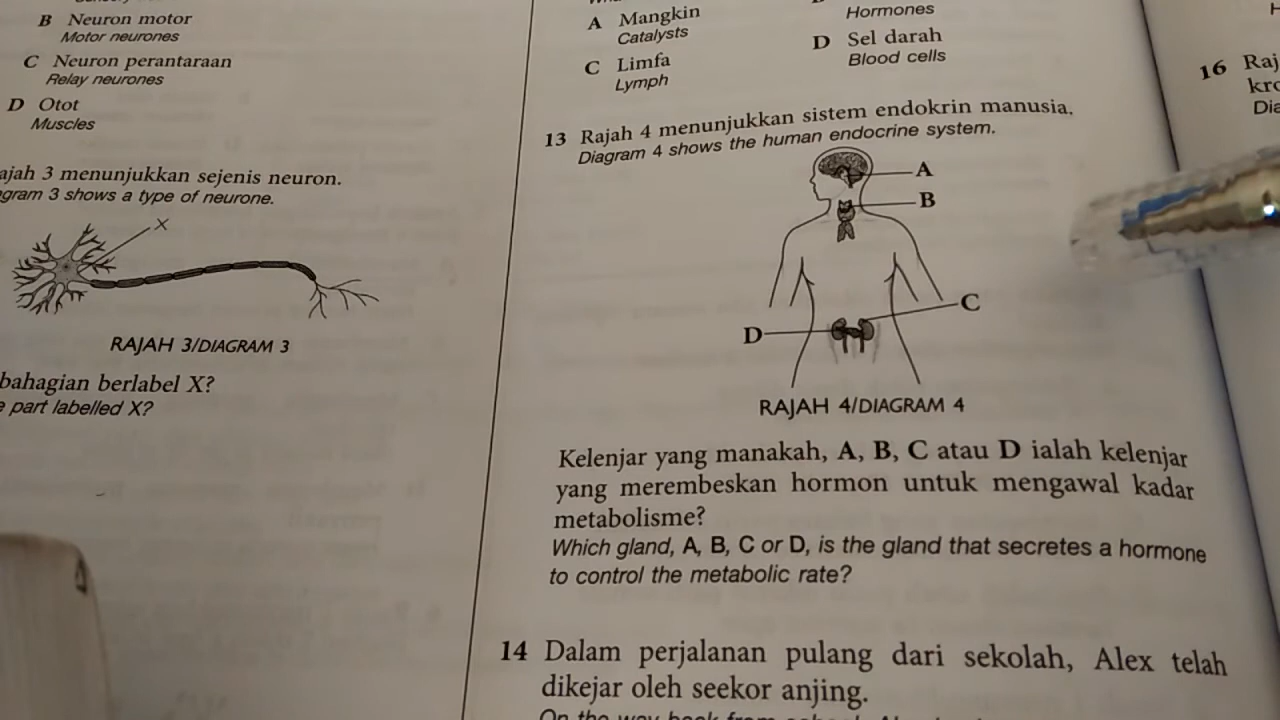 B Neuron motor
Motor neurones
C Neuron perantaraan
Relay neurones
D Otot
Muscles
ajah 3 menunjukkan sejenis neuron.
gram 3 shows a type of neurone.
X
RAJAH 3/DIAGRAM 3
bahagian berlabel X?
e part labelled X?
A Mangkin
Catalysts
Hormones
C Limfa
Lymph
D Sel darah
Blood cells
13 Rajah 4 menunjukkan sistem endokrin manusia.
Diagram 4 shows the human endocrine system.
A
B
C
D
RAJAH 4/DIAGRAM 4
Kelenjar yang manakah, A, B, C atau D ialah kelenjar
yang merembeskan hormon untuk mengawal kadar
metabolisme?
Which gland, A, B, C or D, is the gland that secretes a hormone
to control the metabolic rate?
14 Dalam perjalanan pulang dari sekolah, Alex telah
dikejar oleh seekor anjing.
16 Raj
kro
Dia